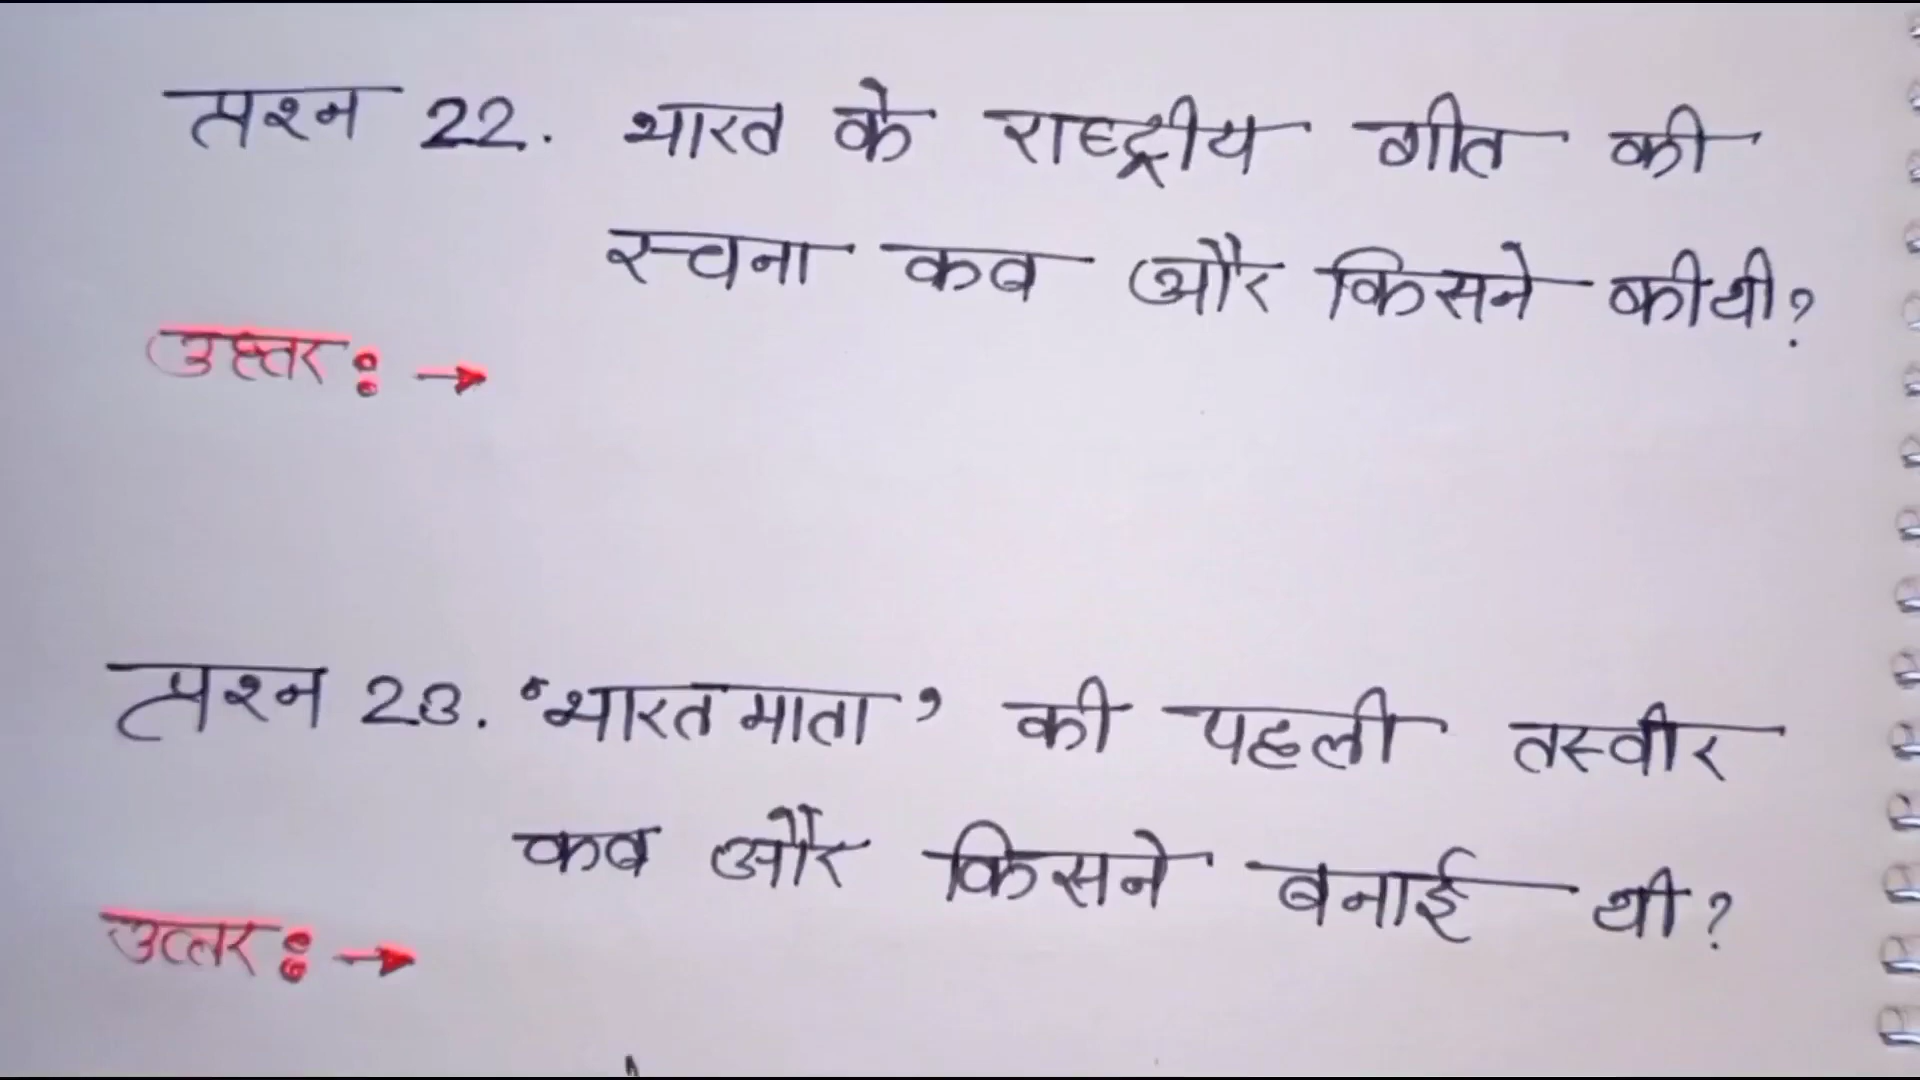 प्रश्न 22. भारत के राष्ट्रीय गीत की
रचना कब और किसने की थी?
उत्तर : →
प्रश्न 23. 'भारत माता' की पहली तस्वीर
कब और किसने बनाई थी?
उत्तर : →